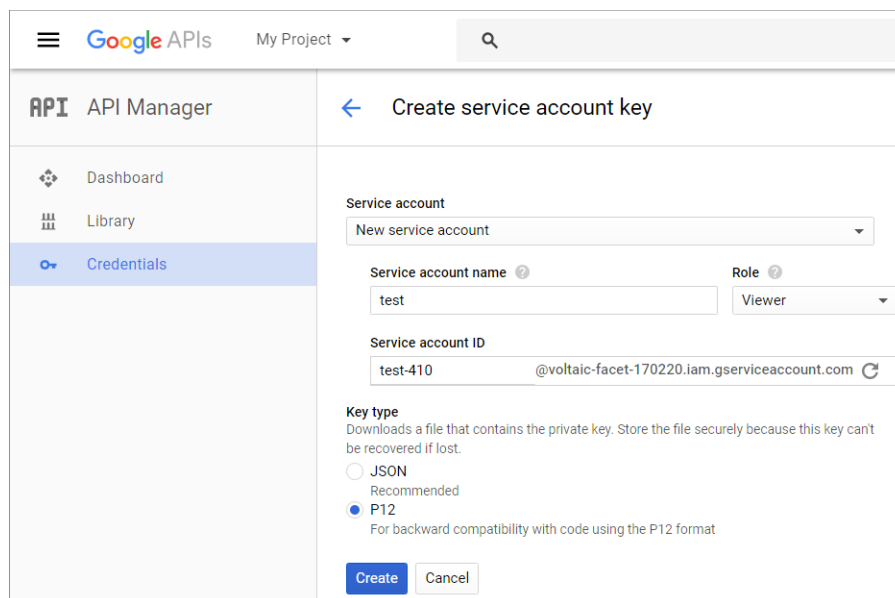 Google APIs My Project
API API Manager
Create service account key
Dashboard
Library
Credentials
Service account
New service account
Service account name ? Role ?
test Viewer
Service account ID
test-410 @voltaic-facet-170220.iam.gserviceaccount.com
Key type
Downloads a file that contains the private key. Store the file securely because this key can't
be recovered if lost.
JSON
Recommended
P12
For backward compatibility with code using the P12 format
Create Cancel